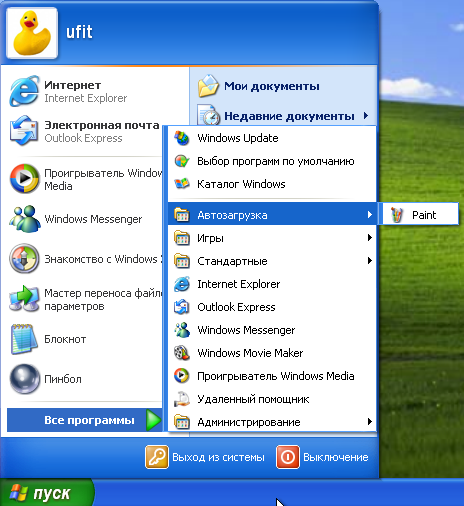 ufit
Интернет
Internet Explorer
Электронная почта
Outlook Express
Проигрыватель Window
Media
Windows Messenger
Знакомство с Windows
Мастер переноса файло
параметров
Блокнот
Пинбол
Все программы
Мои документы
Недавние документы
Windows Update
Выбор программ по умолчанию
Каталог Windows
Автозагрузка
Игры
Стандартные
Internet Explorer
Outlook Express
Windows Messenger
Windows Movie Maker
Проигрыватель Windows Media
Удаленный помощник
Администрирование
Paint
Выход из системы
Выключение
пуск